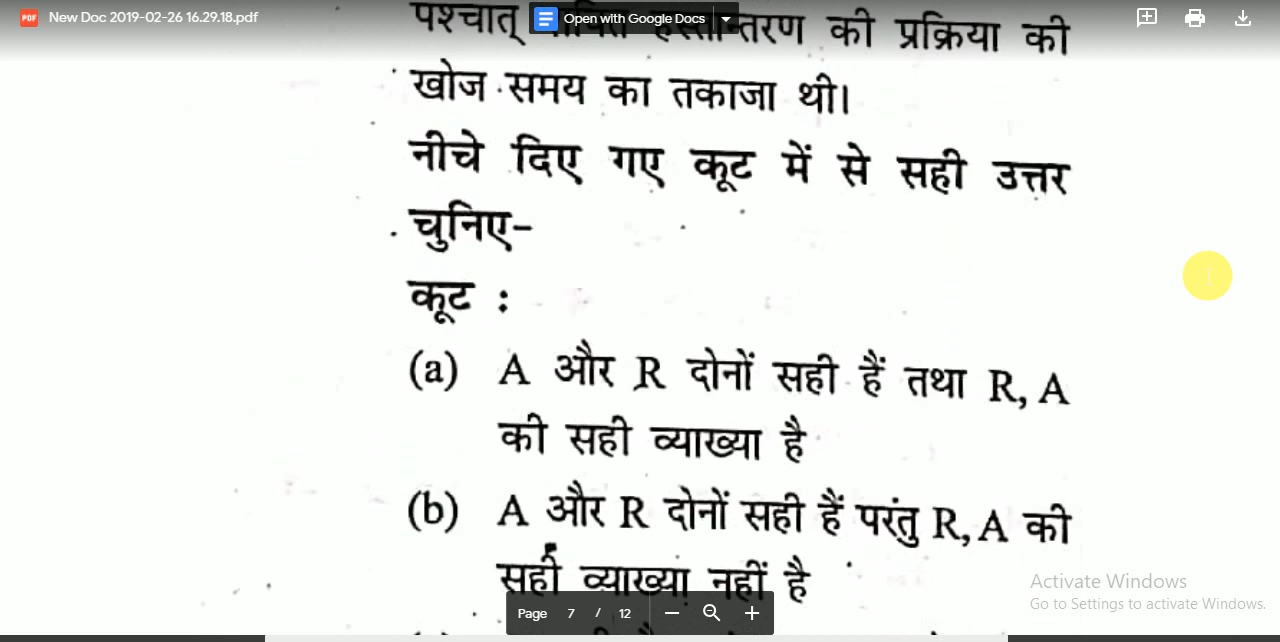 New Doc 2019-02-26 16.29.18.pdf
Open with Google Docs
पश्चात् हस्तान्तरण की प्रक्रिया की
खोज समय का तकाजा थी।
नीचे दिए गए कूट में से सही उत्तर
चुनिए-
कूट :
(a) A और R दोनों सही हैं तथा R, A
की सही व्याख्या है
(b) A और R दोनों सही हैं परंतु R, A की
सही व्याख्या नहीं है
Page 7 / 12
Activate Windows
Go to Settings to activate Windows.